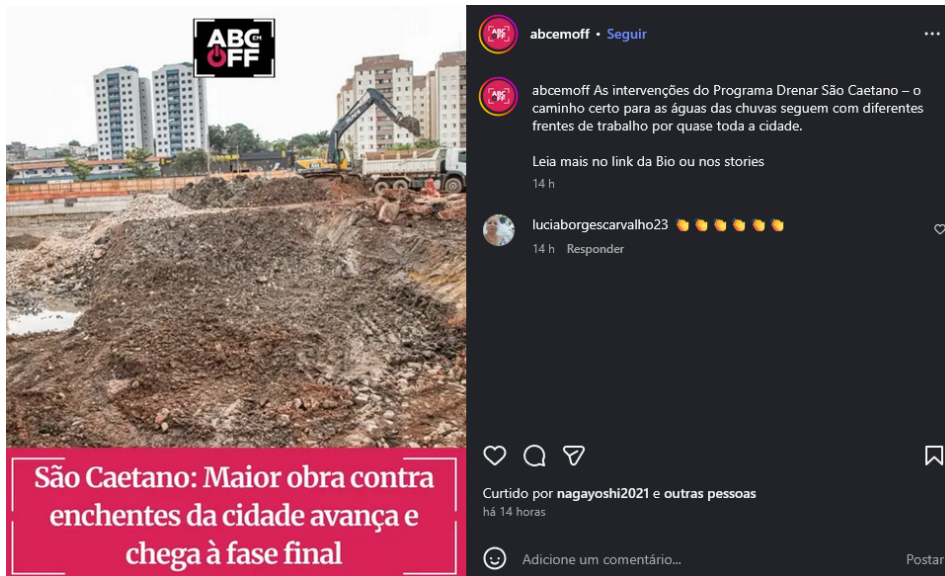 ABC EM
OFF
São Caetano: Maior obra contra
enchentes da cidade avança e
chega à fase final
abcemoff • Seguir
abcemoff As intervenções do Programa Drenar São Caetano – o
caminho certo para as águas das chuvas seguem com diferentes
frentes de trabalho por quase toda a cidade.
Leia mais no link da Bio ou nos stories
14 h
luciaborgescarvalho23 👏👏👏👏👏👏
14 h Responder
Curtido por nagayoshi2021 e outras pessoas
há 14 horas
Adicione um comentário...
Postar